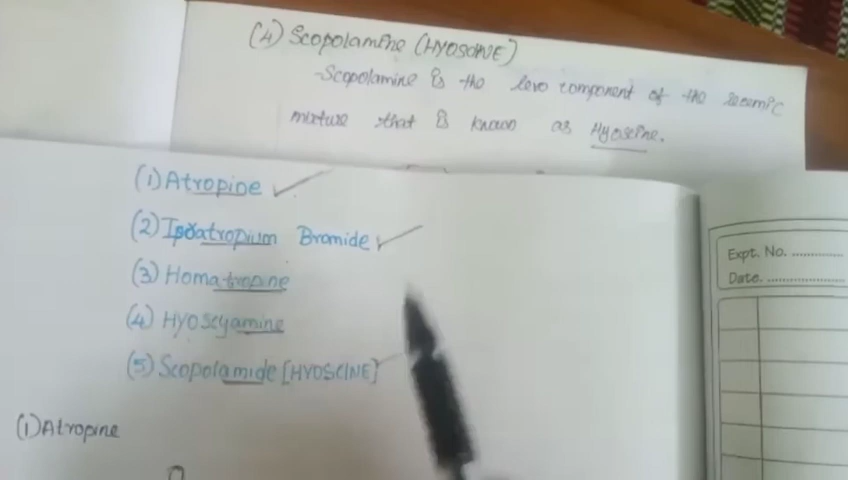 (4) Scopolamine (HYOSCINE)
-Scopolamine is the levo component of the recemic
mixture that is known as Hyoscine.
(1) Atropine
(2) Ipratropium Bromide
(3) Homatropine
(4) Hyoscyamine
(5) Scopolamide [HYOSCINE]
(1) Atropine
Expt. No. ..............
Date. ..............